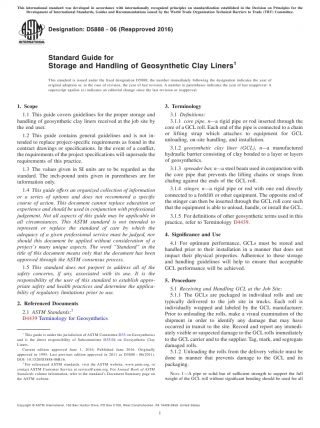 This international standard was developed in accordance with internationally recognized principles on standardization established in the Decision on Principles for the
Development of International Standards, Guides and Recommendations issued by the World Trade Organization Technical Barriers to Trade (TBT) Committee.
Designation: D5888 − 06 (Reapproved 2016)
INTERNATIONAL
Standard Guide for
Storage and Handling of Geosynthetic Clay Liners¹
This standard is issued under the fixed designation D5888; the number immediately following the designation indicates the year of
original adoption or, in the case of revision, the year of last revision. A number in parentheses indicates the year of last reapproval. A
superscript epsilon (ε) indicates an editorial change since the last revision or reapproval.
1. Scope
1.1 This guide covers guidelines for the proper storage and
handling of geosynthetic clay liners received at the job site by
the end user.
1.2 This guide contains general guidelines and is not in-
tended to replace project-specific requirements as found in the
contract drawings or specifications. In the event of a conflict,
the requirements of the project specifications will supersede the
requirements of this practice.
1.3 The values given in SI units are to be regarded as the
standard. The inch-pound units given in parentheses are for
information only.
1.4 This guide offers an organized collection of information
or a series of options and does not recommend a specific
course of action. This document cannot replace education or
experience and should be used in conjunction with professional
judgement. Not all aspects of this guide may be applicable in
all circumstances. This ASTM standard is not intended to
represent or replace the standard of care by which the
adequacy of a given professional service must be judged, nor
should this document be applied without consideration of a
project's many unique aspects. The word "Standard" in the
title of this document means only that the document has been
approved through the ASTM consensus process.
1.5 This standard does not purport to address all of the
safety concerns, if any, associated with its use. It is the
responsibility of the user of this standard to establish appro-
priate safety and health practices and determine the applica-
bility of regulatory limitations prior to use.
2. Referenced Documents
2.1 ASTM Standards:²
D4439 Terminology for Geosynthetics
¹ This guide is under the jurisdiction of ASTM Committee D35 on Geosynthetics
and is the direct responsibility of Subcommittee D35.04 on Geosynthetic Clay
Liners.
Current edition approved June 1, 2016. Published June 2016. Originally
approved in 1995. Last previous edition approved in 2011 as D5888 – 06(2011).
DOI: 10.1520/D5888-06R16.
² For referenced ASTM standards, visit the ASTM website, www.astm.org, or
contact ASTM Customer Service at service@astm.org. For Annual Book of ASTM
Standards volume information, refer to the standard's Document Summary page on
the ASTM website.
3. Terminology
3.1 Definitions:
3.1.1 core pipe, n—a rigid pipe or rod inserted through the
core of a GCL roll. Each end of the pipe is connected to a chain
or lifting strap which attaches to equipment for GCL
unloading, on-site handling, and installation.
3.1.2 geosynthetic clay liner (GCL), n—a manufactured
hydraulic barrier consisting of clay bonded to a layer or layers
of geosynthetics.
3.1.3 spreader bar, n—steel beam used in conjunction with
the core pipe that prevents the lifting chains or straps from
chafing against the ends of the GCL roll.
3.1.4 stinger, n—a rigid pipe or rod with one end directly
connected to a forklift or other equipment. The opposite end of
the stinger can then be inserted through the GCL roll core such
that the equipment is able to unload, handle, or install the GCL.
3.1.5 For definitions of other geosynthetic terms used in this
practice, refer to Terminology D4439.
4. Significance and Use
4.1 For optimum performance, GCLs must be stored and
handled prior to their installation in a manner that does not
impact their physical properties. Adherence to these storage
and handling guidelines will help to ensure that acceptable
GCL performance will be achieved.
5. Procedure
5.1 Receiving and Handling GCL at the Job Site:
5.1.1 The GCLs are packaged in individual rolls and are
typically delivered to the job site in trucks. Each roll is
individually wrapped and labeled by the GCL manufacturer.
Prior to unloading the rolls, make a visual examination of the
shipment in order to identify any damage that may have
occurred in transit to the site. Record and report any immedi-
ately visible or suspected damage to the GCL rolls immediately
to the GCL carrier and to the supplier. Tag, mark, and segregate
damaged rolls.
5.1.2 Unloading the rolls from the delivery vehicle must be
done in manner that prevents damage to the GCL and its
packaging.
NOTE 1—A pipe or solid bar of sufficient strength to support the full
weight of the GCL without significant bending should be used for all
Copyright © ASTM International, 100 Barr Harbor Drive, PO Box C700, West Conshohocken, PA 19428-2959. United States
1